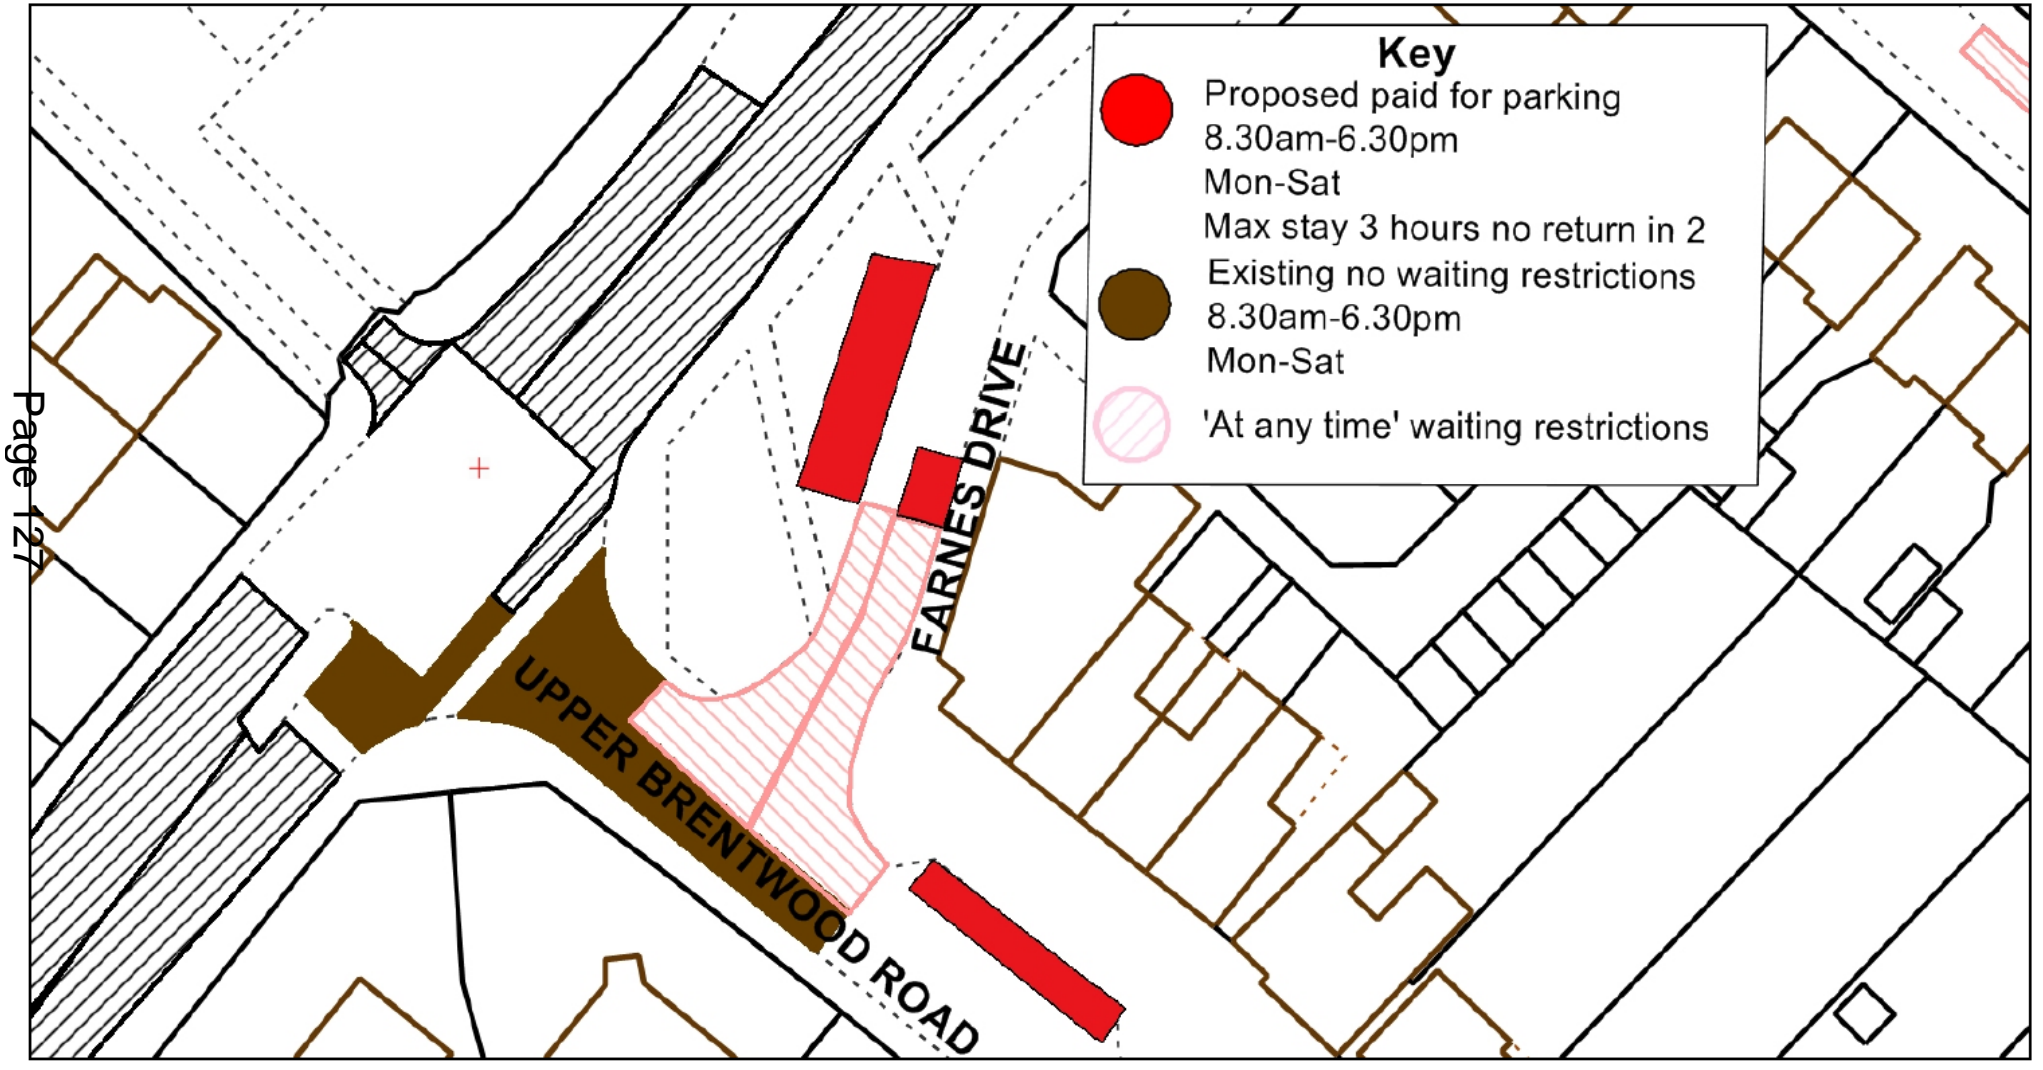 Key
Proposed paid for parking
8.30am-6.30pm
Mon-Sat
Max stay 3 hours no return in 2
Existing no waiting restrictions
8.30am-6.30pm
Mon-Sat
'At any time' waiting restrictions
FARNES DRIVE
UPPER BRENTWOOD ROAD
Page 127